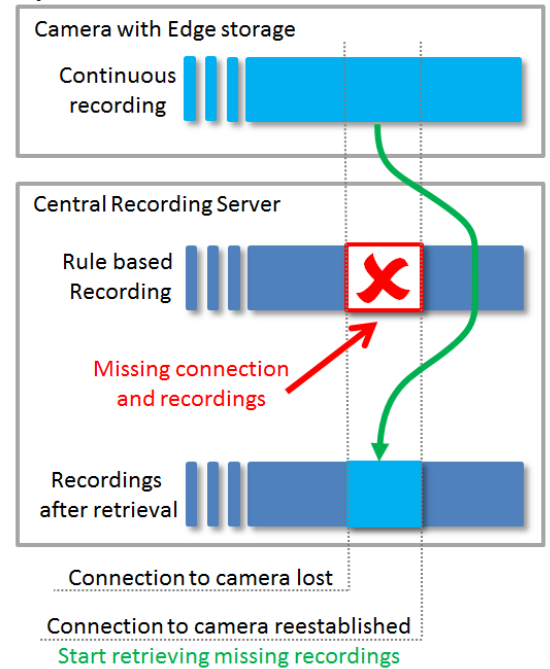 Camera with Edge storage
Continuous
recording
Central Recording Server
Rule based
Recording
Missing connection
and recordings
Recordings
after retrieval
Connection to camera lost
Connection to camera reestablished
Start retrieving missing recordings